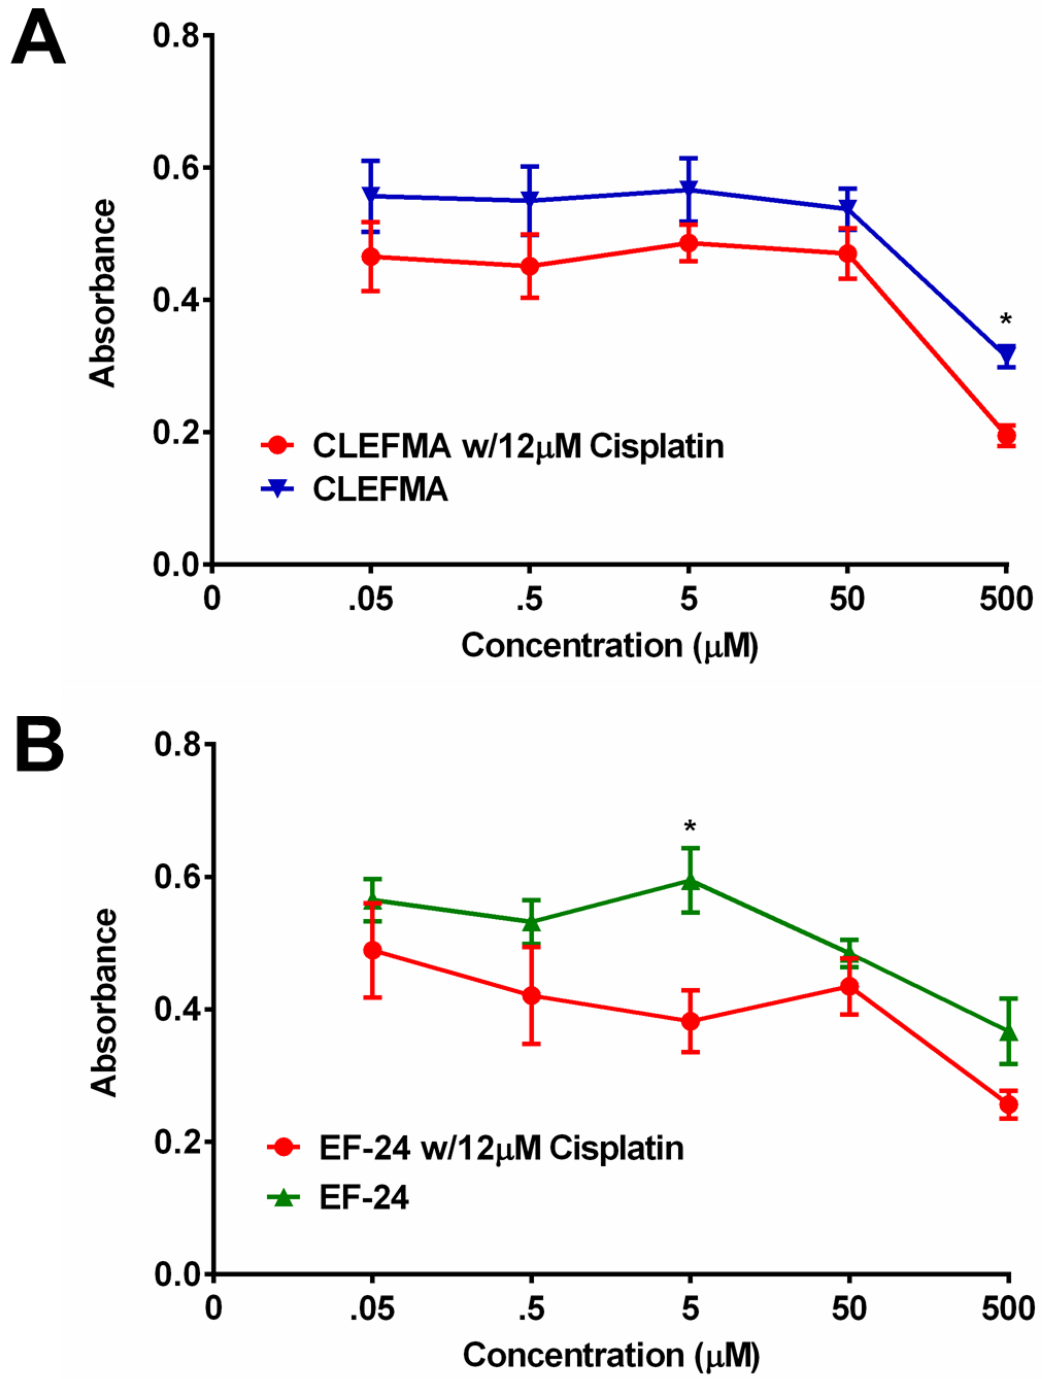 A
0.8
0.6
0.4
0.2
0.0
Absorbance
*
CLEFMA w/12μM Cisplatin
CLEFMA
0 .05 .5 5 50 500
Concentration (μM)
B
0.8
0.6
0.4
0.2
0.0
Absorbance
*
EF-24 w/12μM Cisplatin
EF-24
0 .05 .5 5 50 500
Concentration (μM)